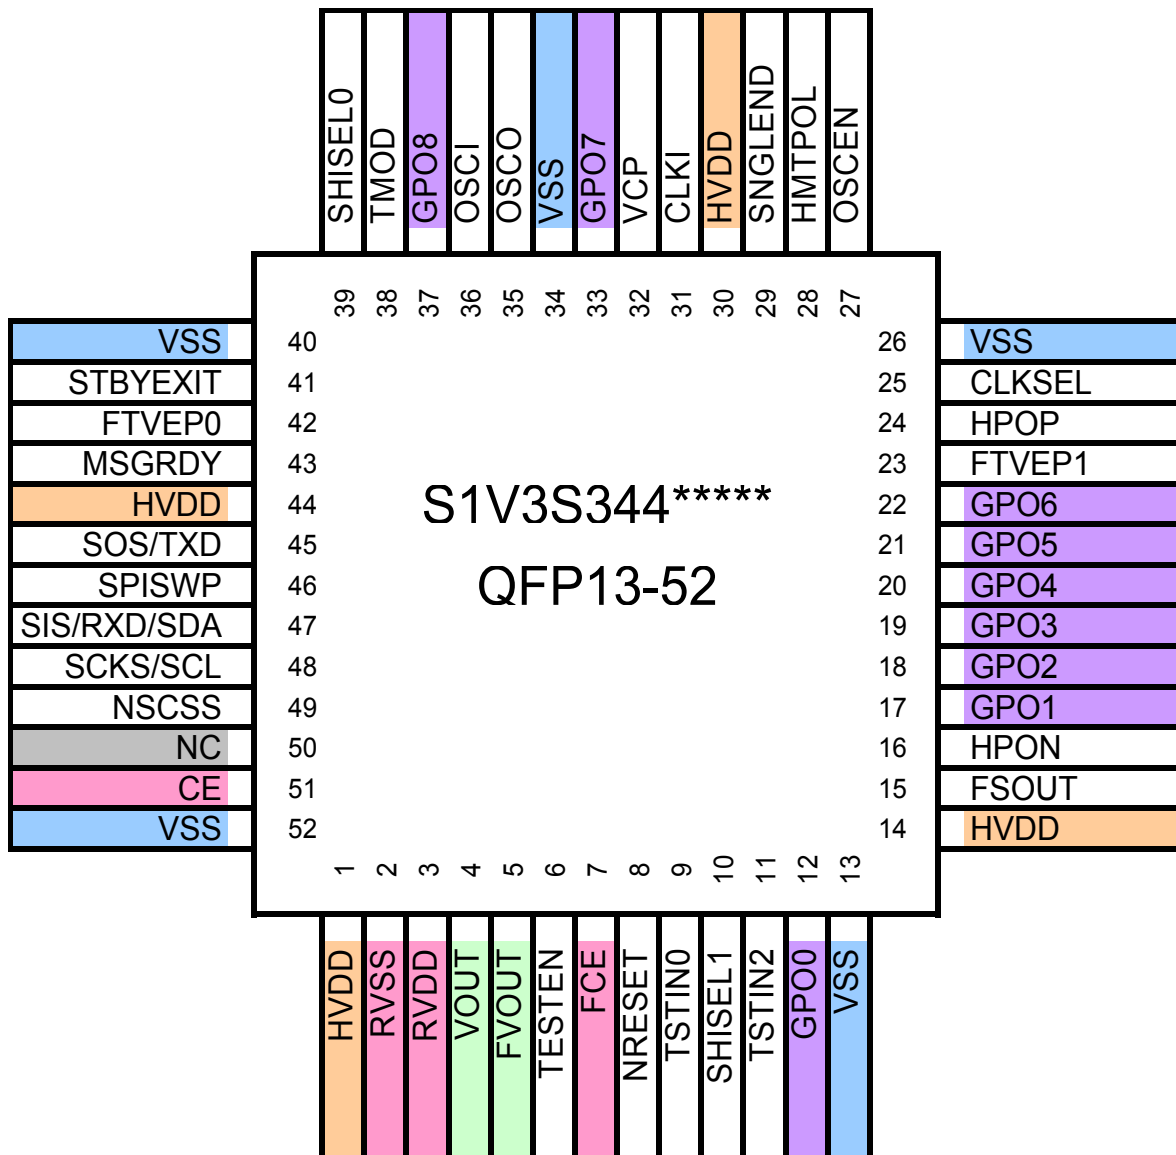 SHISEL0
TMOD
GPO8
OSCI
OSCO
VSS
GPO7
VCP
CLKI
HVDD
SNGLEND
HMTPOL
OSCEN
39
38
37
36
35
34
33
32
31
30
29
28
27
VSS 40
STBYEXIT 41
FTVEP0 42
MSGRDY 43
HVDD 44
SOS/TXD 45
SPISWP 46
SIS/RXD/SDA 47
SCKS/SCL 48
NSCSS 49
NC 50
CE 51
VSS 52
S1V3S344*****
QFP13-52
26 VSS
25 CLKSEL
24 HPOP
23 FTVEP1
22 GPO6
21 GPO5
20 GPO4
19 GPO3
18 GPO2
17 GPO1
16 HPON
15 FSOUT
14 HVDD
1
2
3
4
5
6
7
8
9
10
11
12
13
HVDD
RVSS
RVDD
VOUT
FVOUT
TESTEN
FCE
NRESET
TSTIN0
SHISEL1
TSTIN2
GPO0
VSS